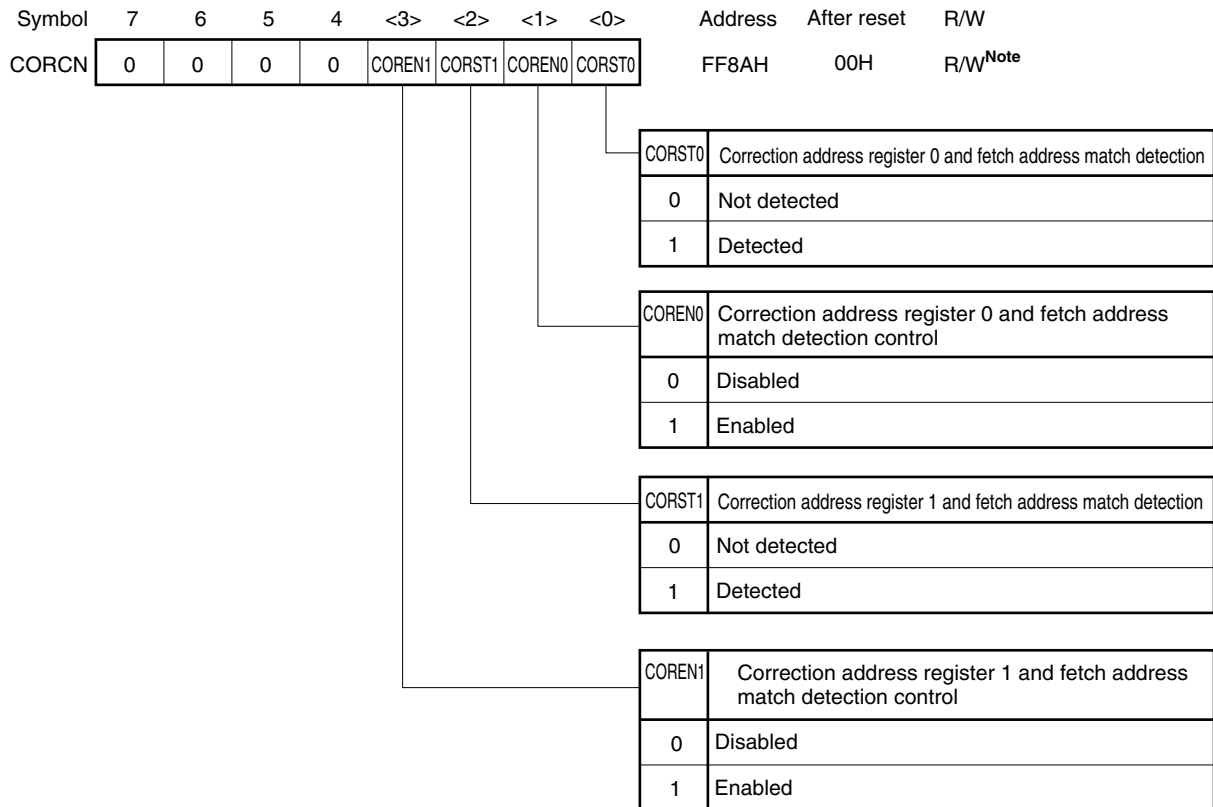 Symbol 7 6 5 4 <3> <2> <1> <0> Address After reset R/W
CORCN 0 0 0 0 COREN1 CORST1 COREN0 CORST0 FF8AH 00H R/WNote
CORST0 Correction address register 0 and fetch address match detection
0 Not detected
1 Detected
COREN0 Correction address register 0 and fetch address
match detection control
0 Disabled
1 Enabled
CORST1 Correction address register 1 and fetch address match detection
0 Not detected
1 Detected
COREN1 Correction address register 1 and fetch address
match detection control
0 Disabled
1 Enabled